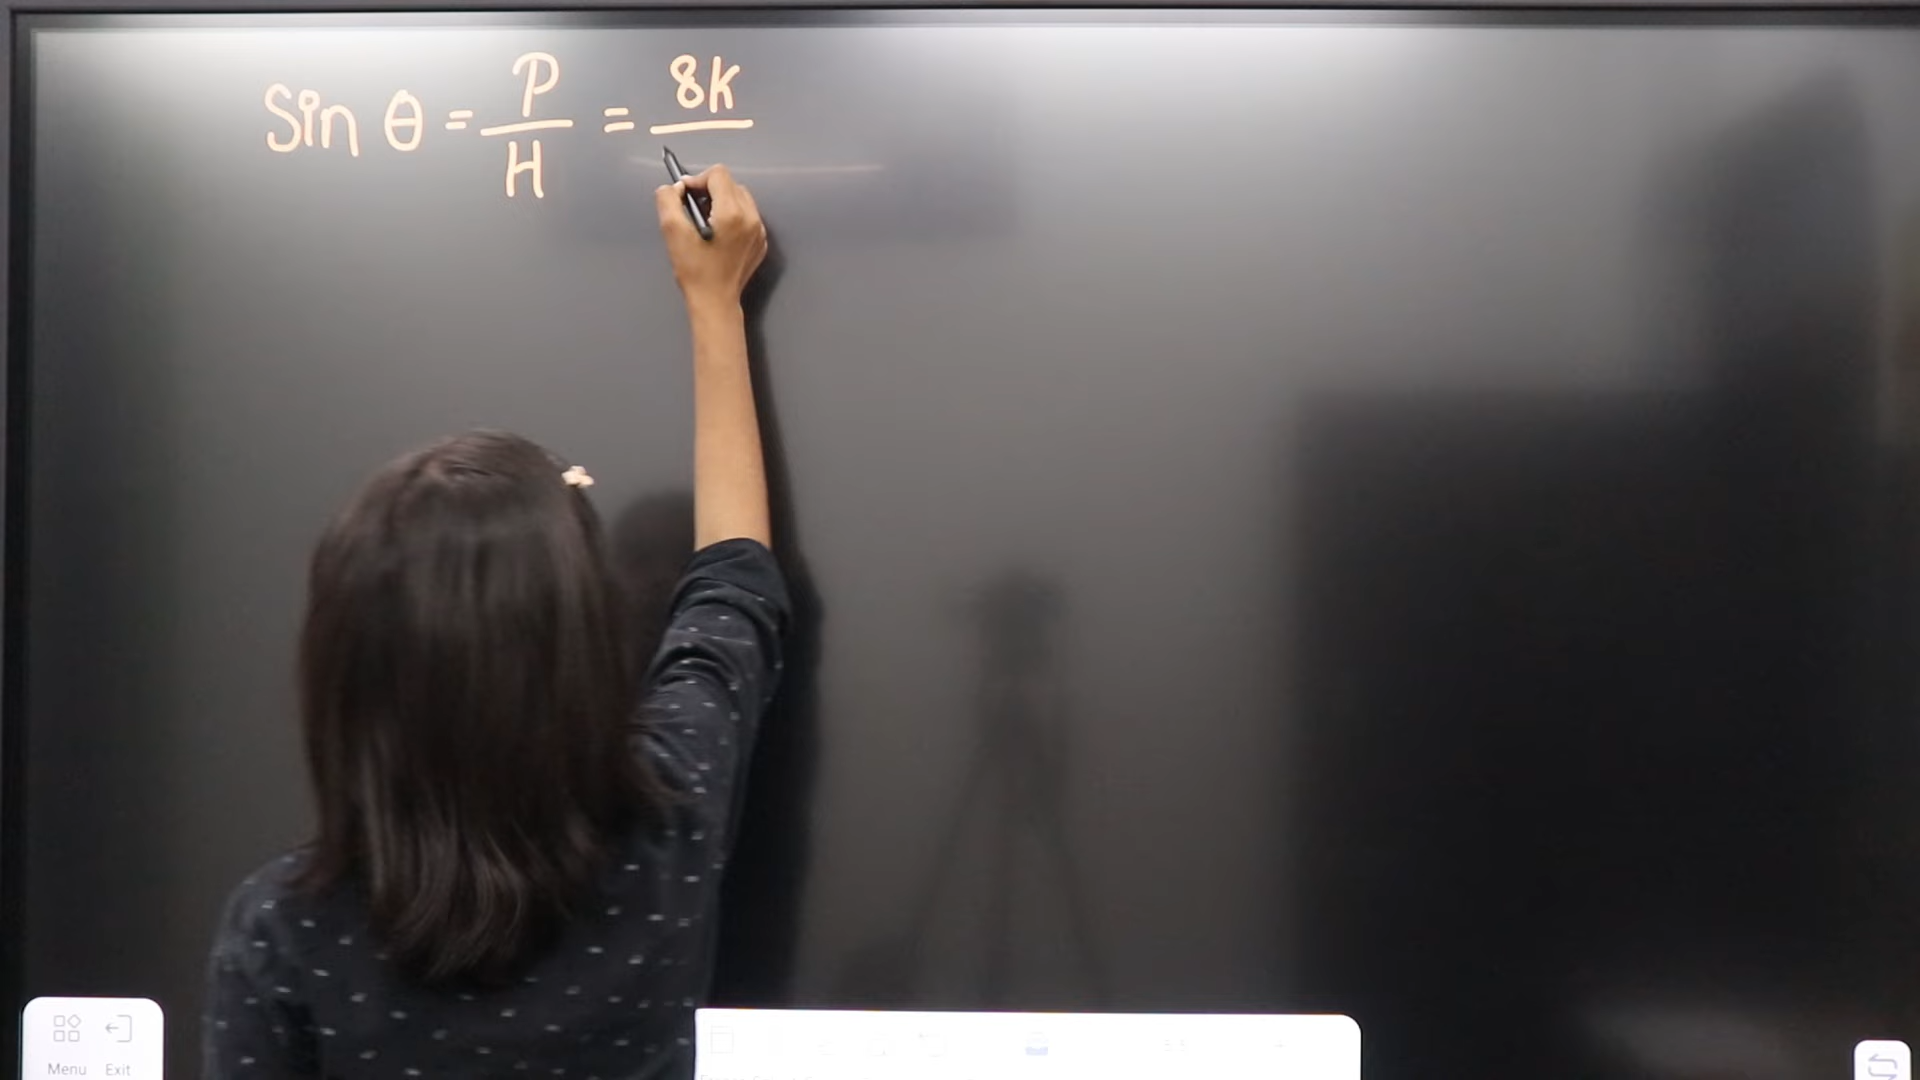 Sin θ = P/H = 8K/
Menu Exit